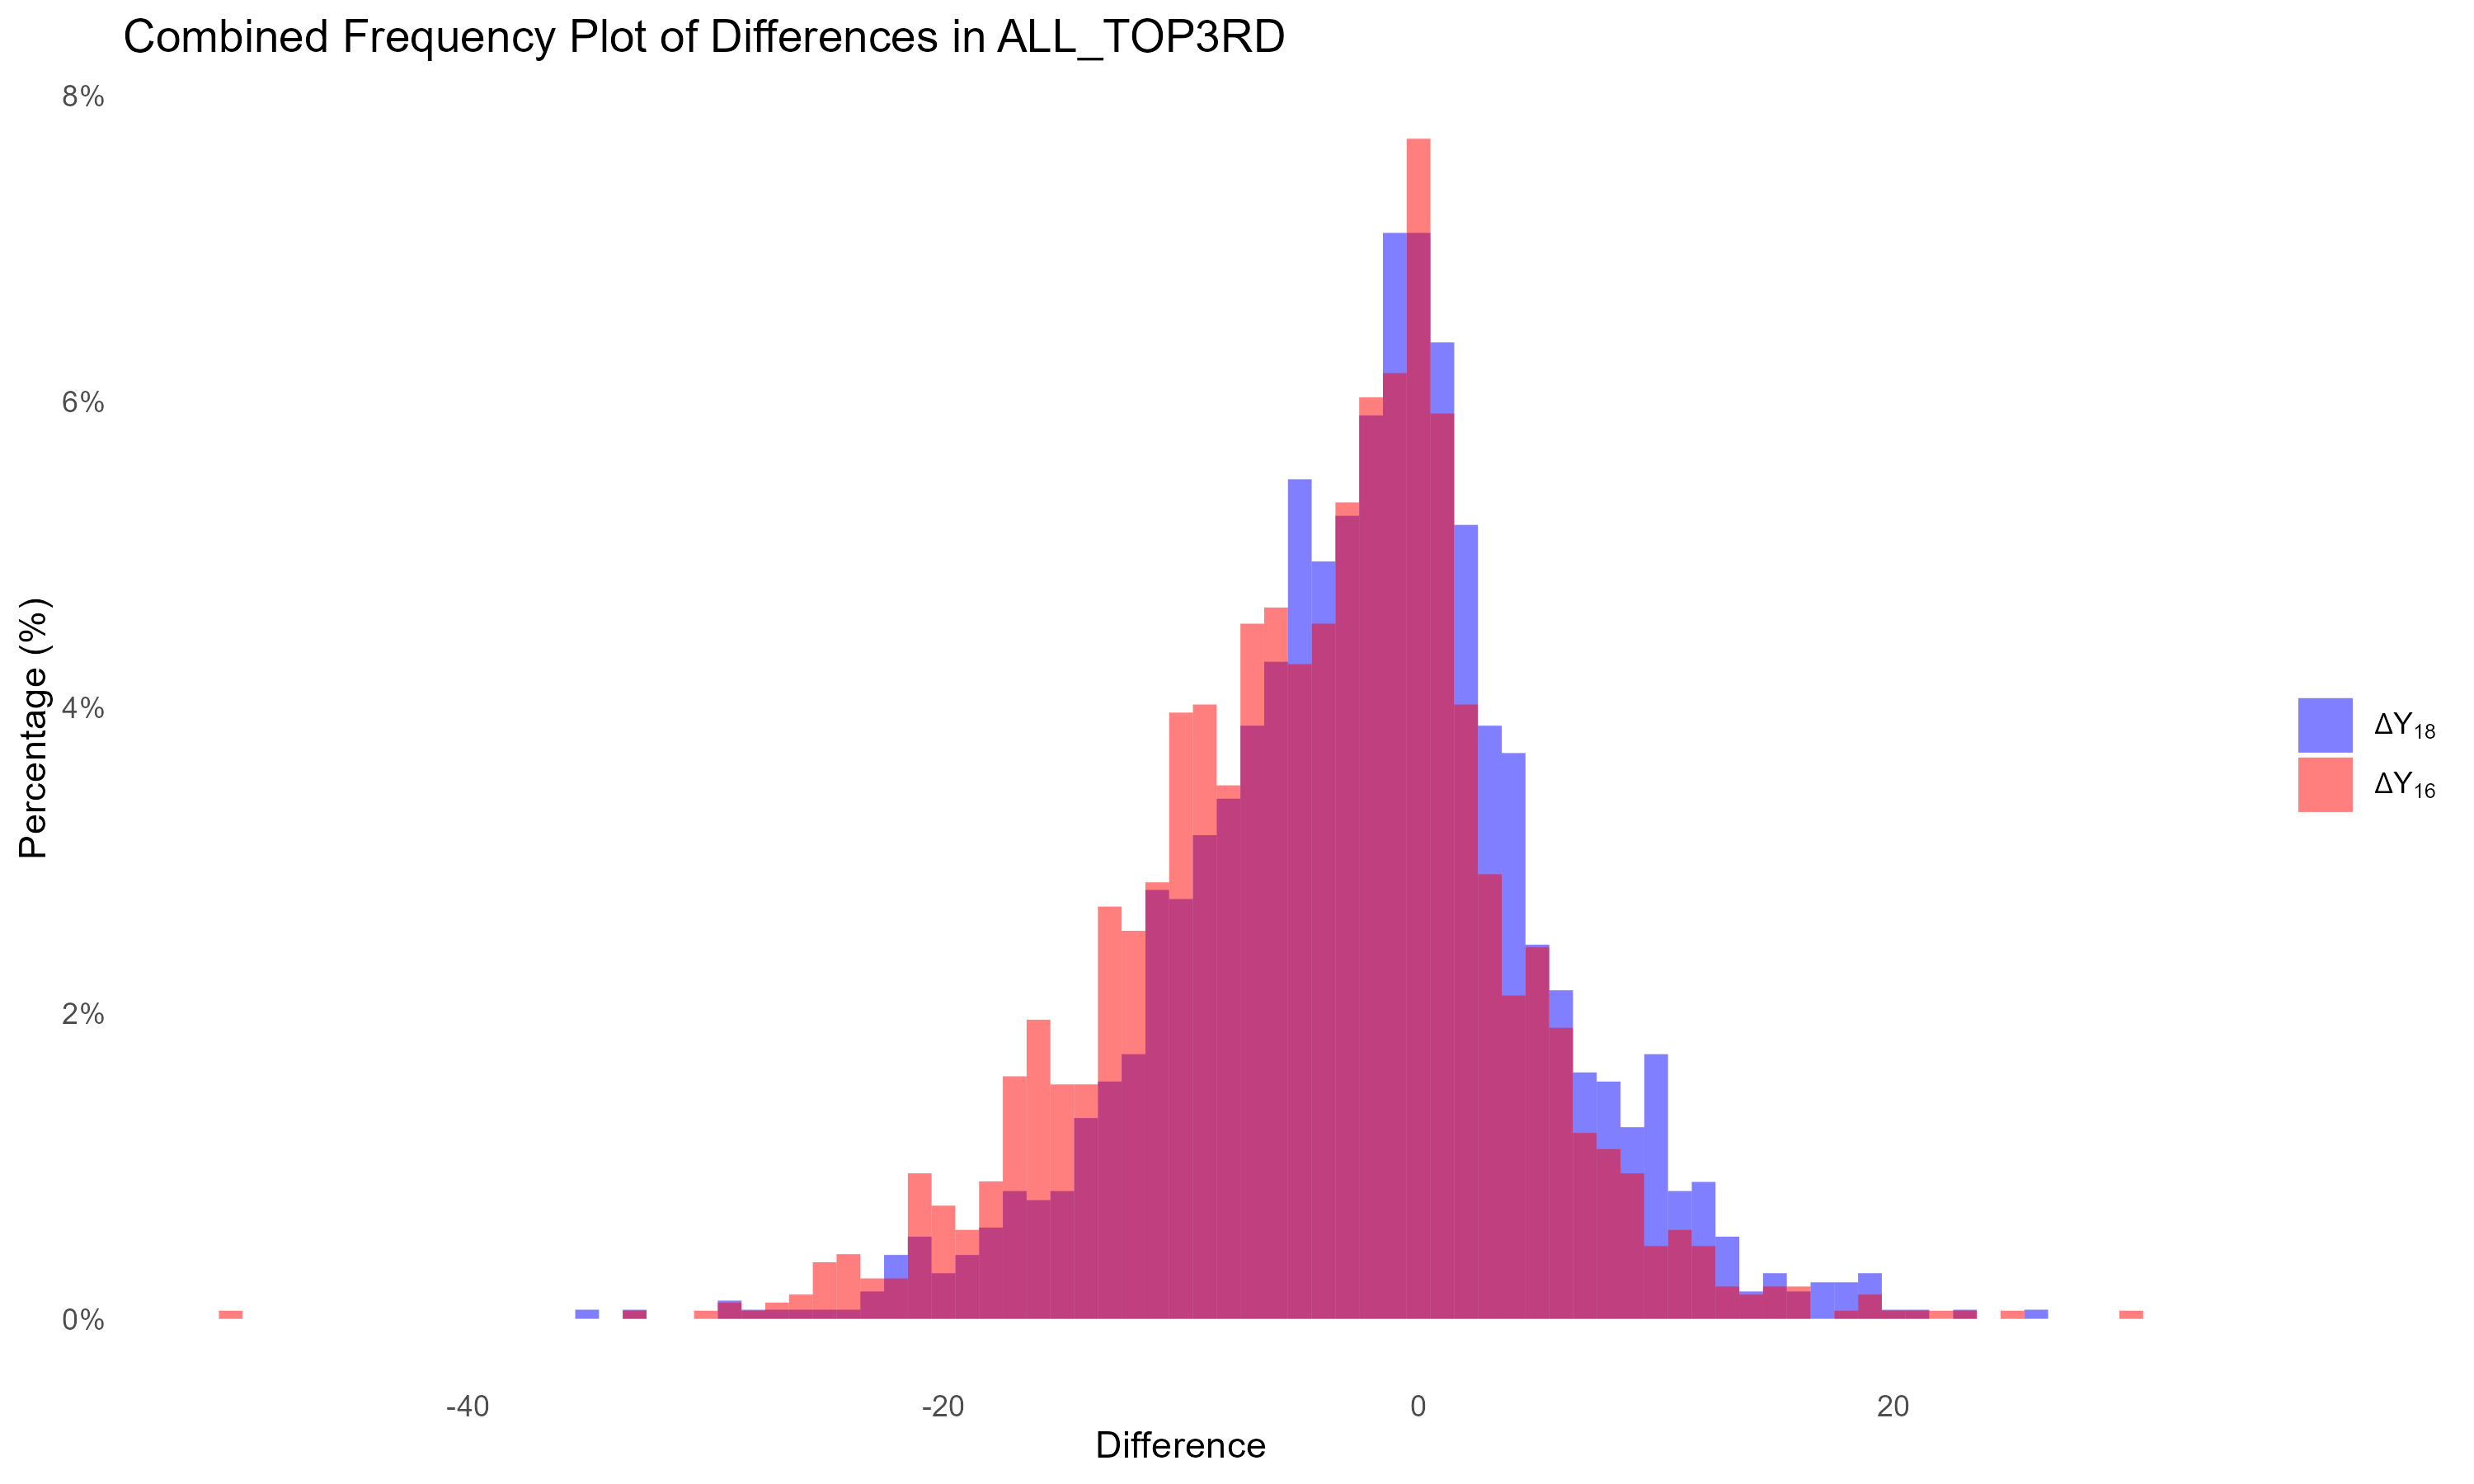 Combined Frequency Plot of Differences in ALL_TOP3RD
8%
6%
4%
2%
0%
Percentage (%)
-40
-20
0
20
Difference
ΔY₁₈
ΔY₁₆